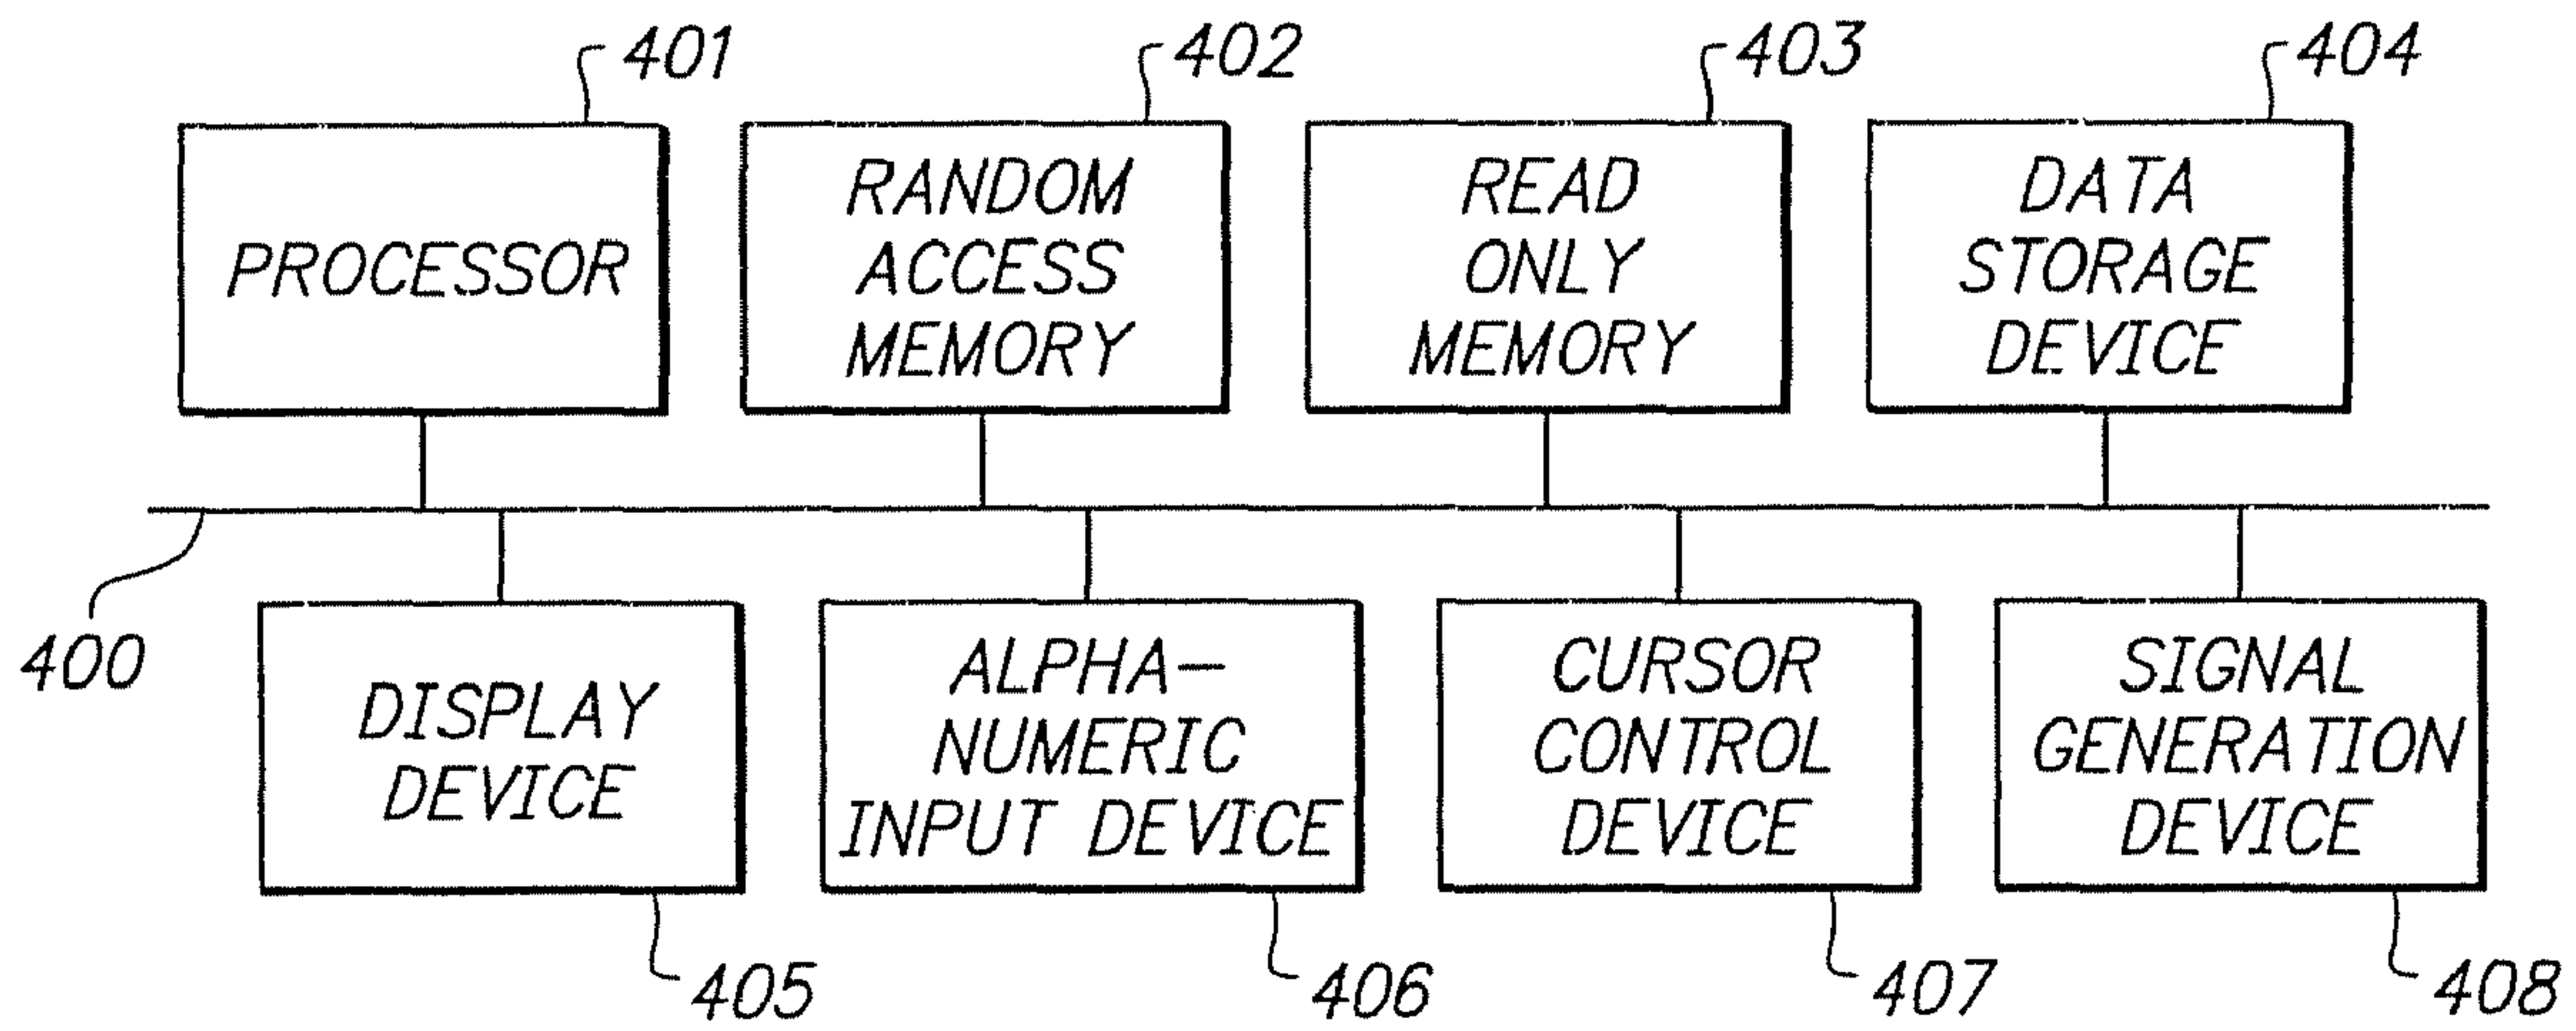 401
402
403
404
PROCESSOR
RANDOM
ACCESS
MEMORY
READ
ONLY
MEMORY
DATA
STORAGE
DEVICE
400
DISPLAY
DEVICE
ALPHA-
NUMERIC
INPUT DEVICE
CURSOR
CONTROL
DEVICE
SIGNAL
GENERATION
DEVICE
405
406
407
408